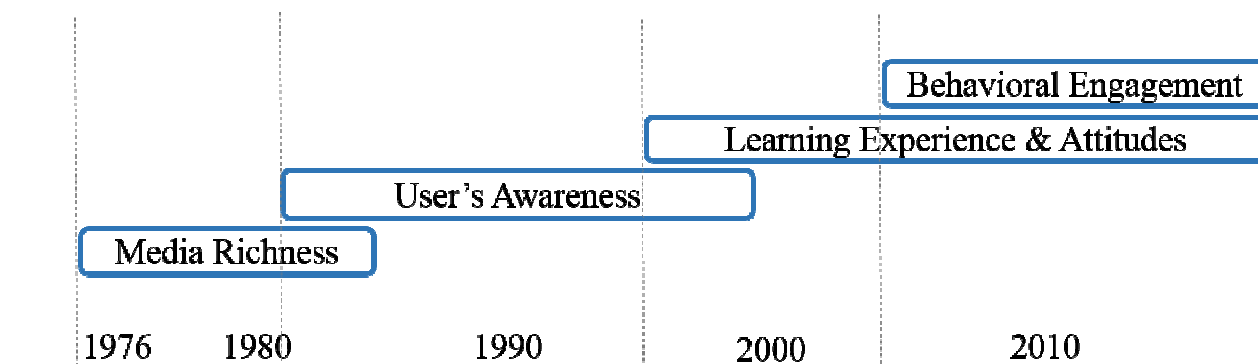 Behavioral Engagement
Learning Experience & Attitudes
User’s Awareness
Media Richness
1976 1980 1990 2000 2010